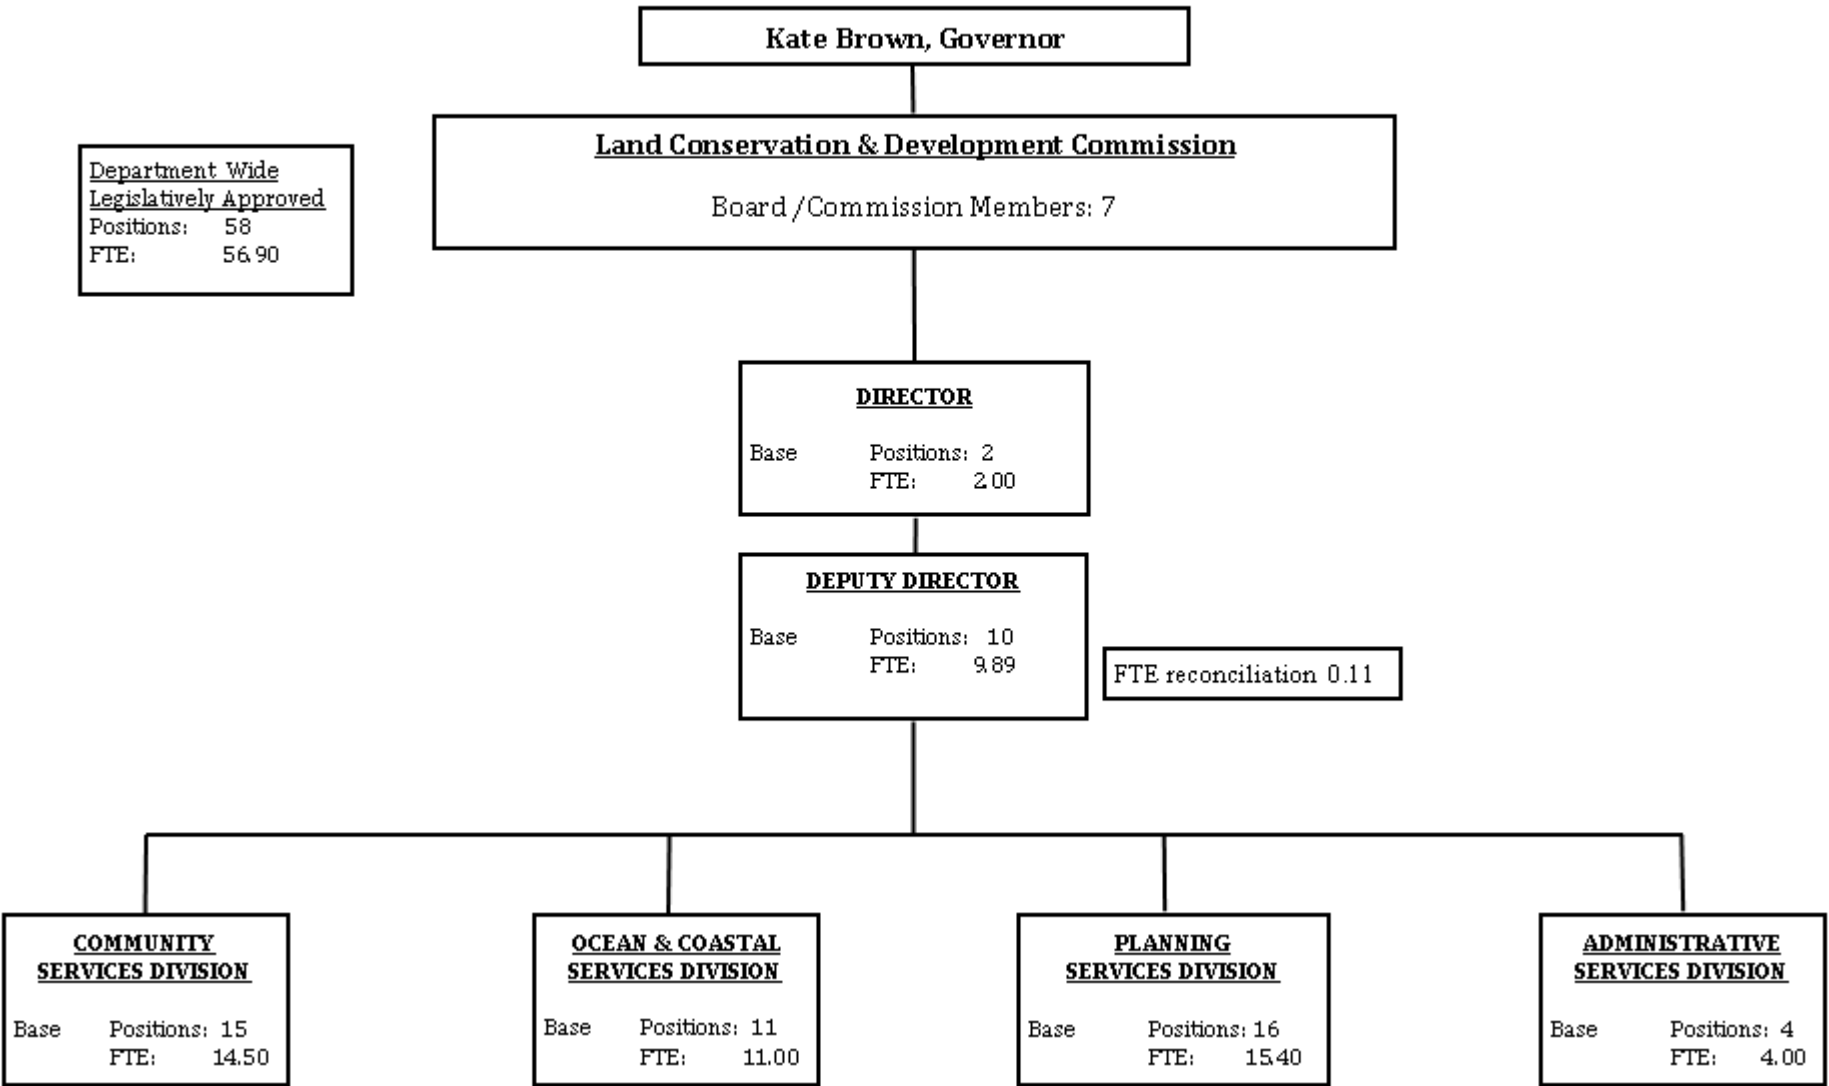 Kate Brown, Governor
Land Conservation & Development Commission
Board /Commission Members: 7
Department Wide
Legislatively Approved
Positions: 58
FTE: 56.90
DIRECTOR
Base Positions: 2
FTE: 2.00
DEPUTY DIRECTOR
Base Positions: 10
FTE: 9.89
FTE reconciliation 0.11
COMMUNITY
SERVICES DIVISION
Base Positions: 15
FTE: 14.50
OCEAN & COASTAL
SERVICES DIVISION
Base Positions: 11
FTE: 11.00
PLANNING
SERVICES DIVISION
Base Positions: 16
FTE: 15.40
ADMINISTRATIVE
SERVICES DIVISION
Base Positions: 4
FTE: 4.00